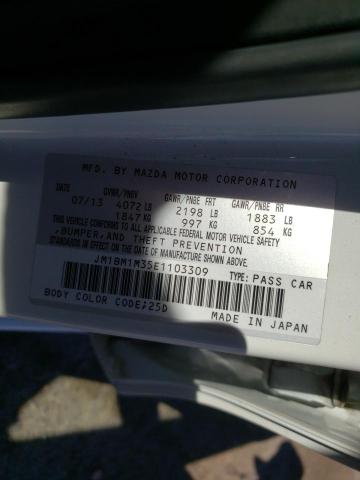 MFD. BY MAZDA MOTOR CORPORATION
GVWR/PNBV GAWR/PNBE FRT GAWR/PNBE RR
07/13 4072 LB 2198 LB 1883 LB
1847 KG 997 KG 854 KG
THIS VEHICLE CONFORMS TO ALL APPLICABLE FEDERAL MOTOR VEHICLE SAFETY
,BUMPER,AND THEFT PREVENTION
STANDARDS IN EFFECT ON THE DATE OF MANUFACTURE SHOWN ABOVE.
JM1BM1M35E1103309 TYPE: PASS CAR
BODY COLOR CODE;25D
MADE IN JAPAN